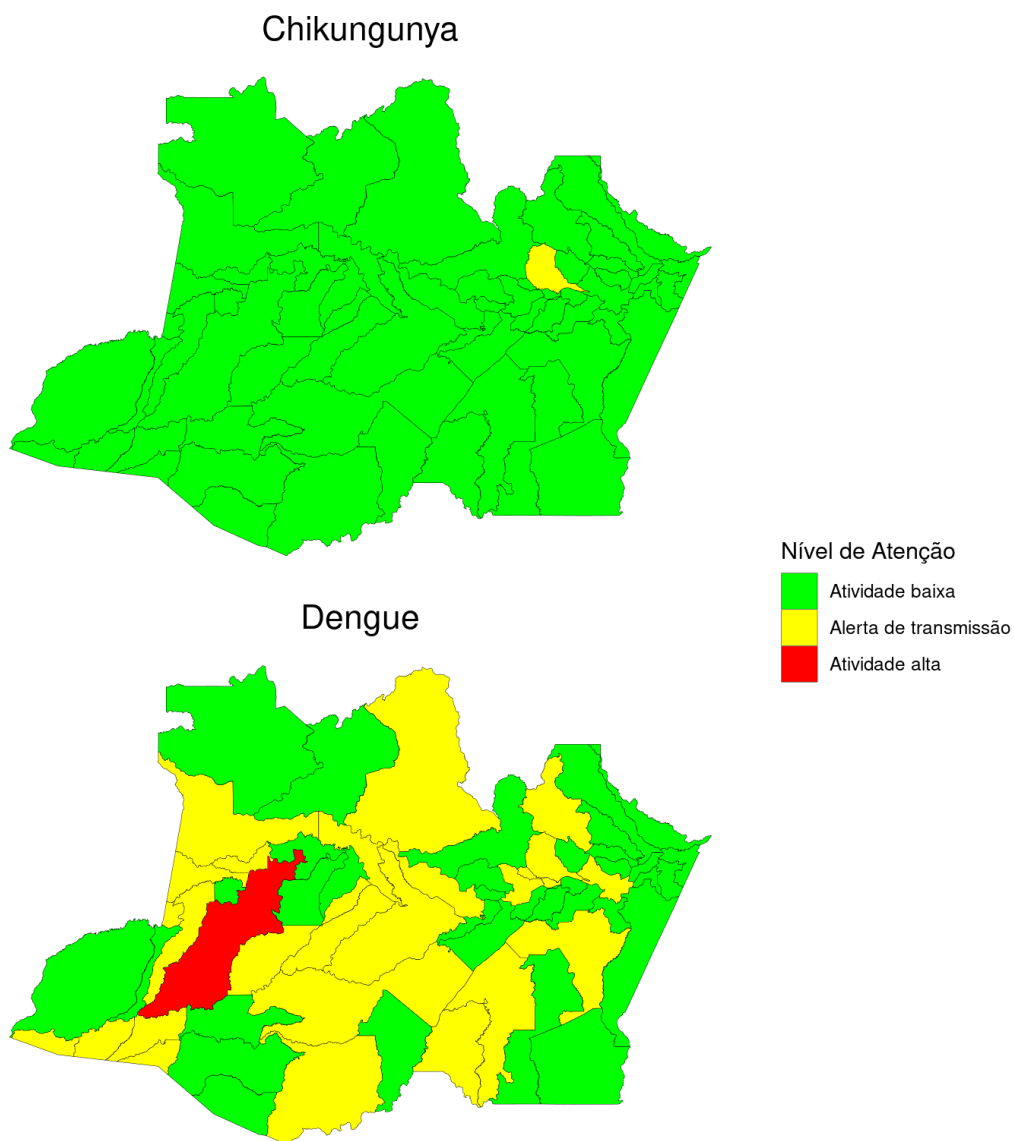 Chikungunya
Nível de Atenção
Atividade baixa
Alerta de transmissão
Atividade alta
Dengue